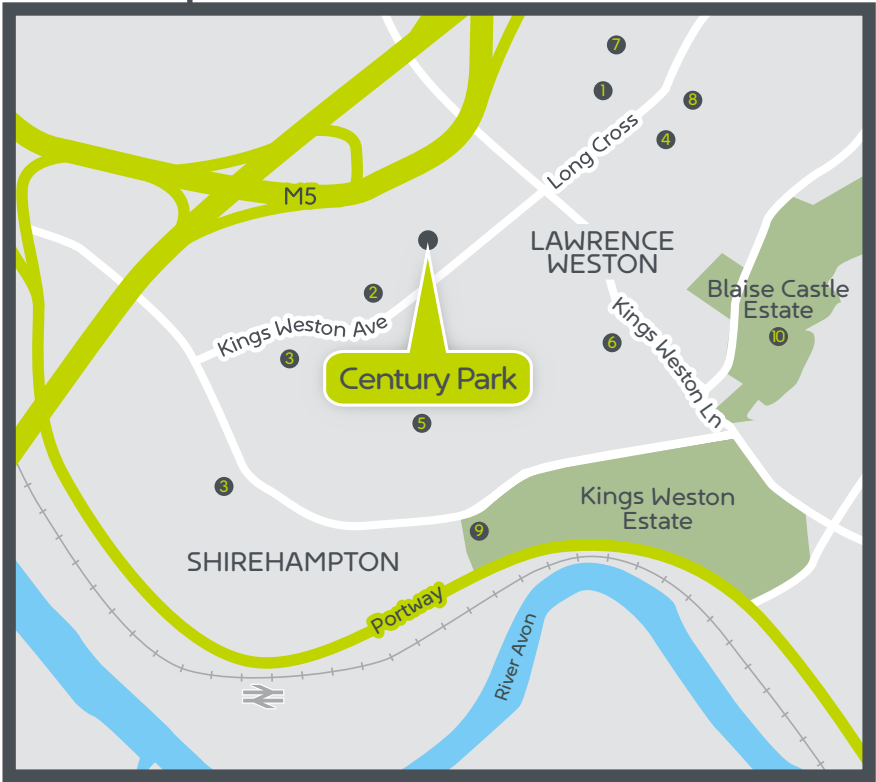 7
1
8
4
Long Cross
M5
LAWRENCE
WESTON
2
Blaise Castle
Estate
10
Kings Weston Ave
3
6
Kings Weston Ln
Century Park
5
3
Kings Weston
Estate
9
SHIREHAMPTON
Portway
River Avon